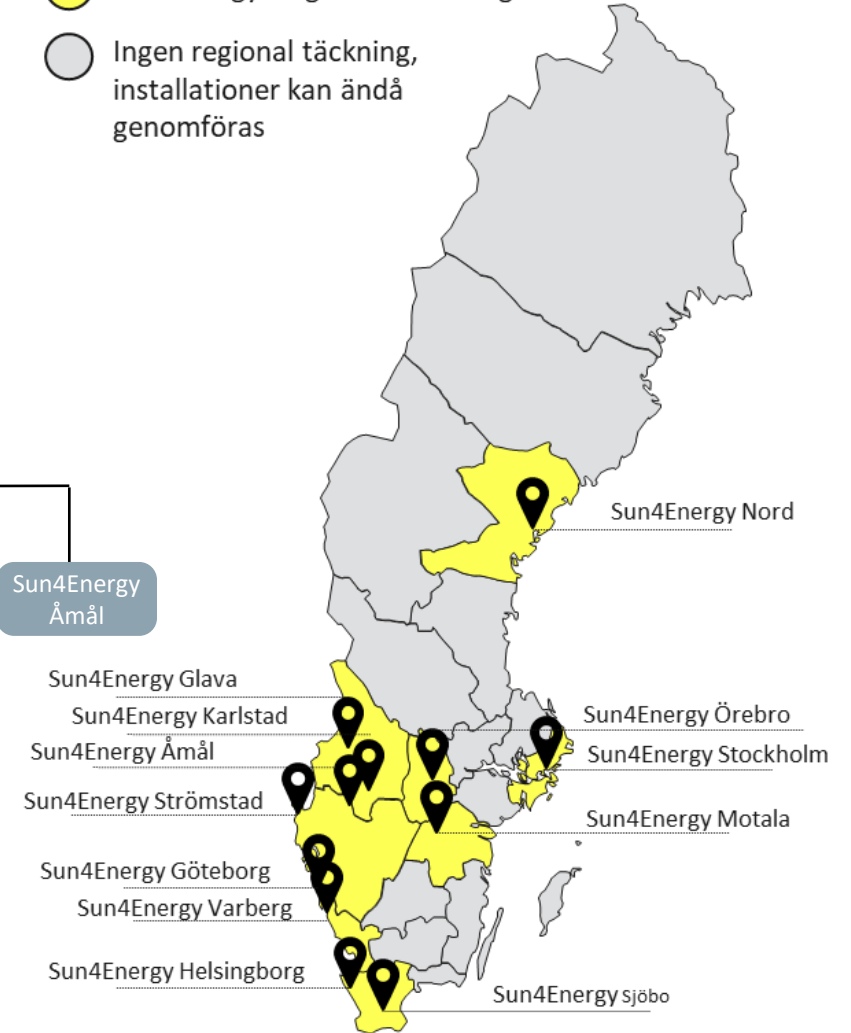 Ingen regional täckning,
installationer kan ändå
genomföras
Sun4Energy Nord
Sun4Energy
Åmål
Sun4Energy Glava
Sun4Energy Karlstad
Sun4Energy Åmål
Sun4Energy Strömstad
Sun4Energy Göteborg
Sun4Energy Varberg
Sun4Energy Helsingborg
Sun4Energy Örebro
Sun4Energy Stockholm
Sun4Energy Motala
Sun4Energy Sjöbo